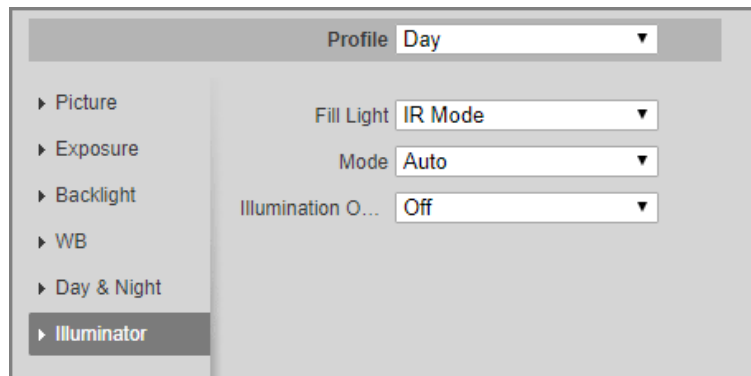 Profile Day
Picture
Fill Light IR Mode
Exposure
Mode Auto
Backlight
Illumination O... Off
WB
Day & Night
Illuminator